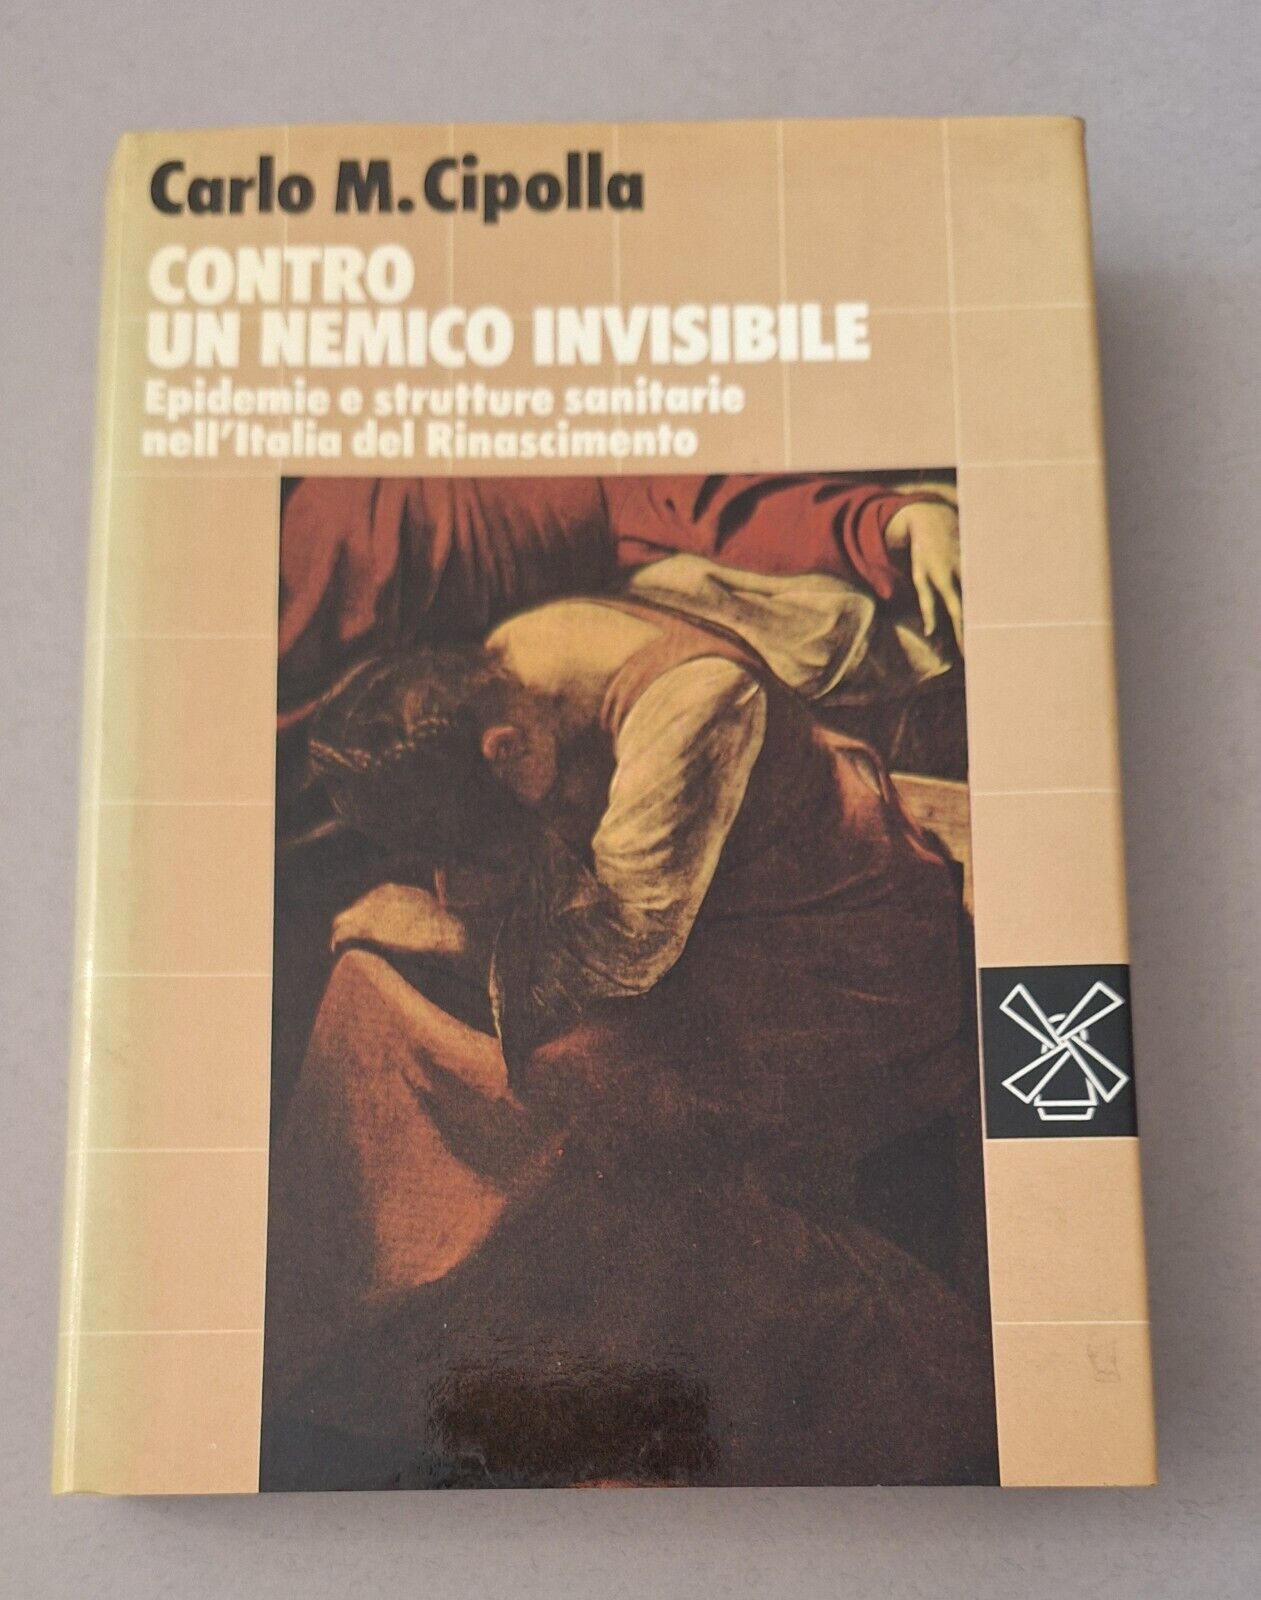 Carlo M. Cipolla
CONTRO
UN NEMICO INVISIBILE
Epidemie e strutture sanitarie
nell'Italia del Rinascimento